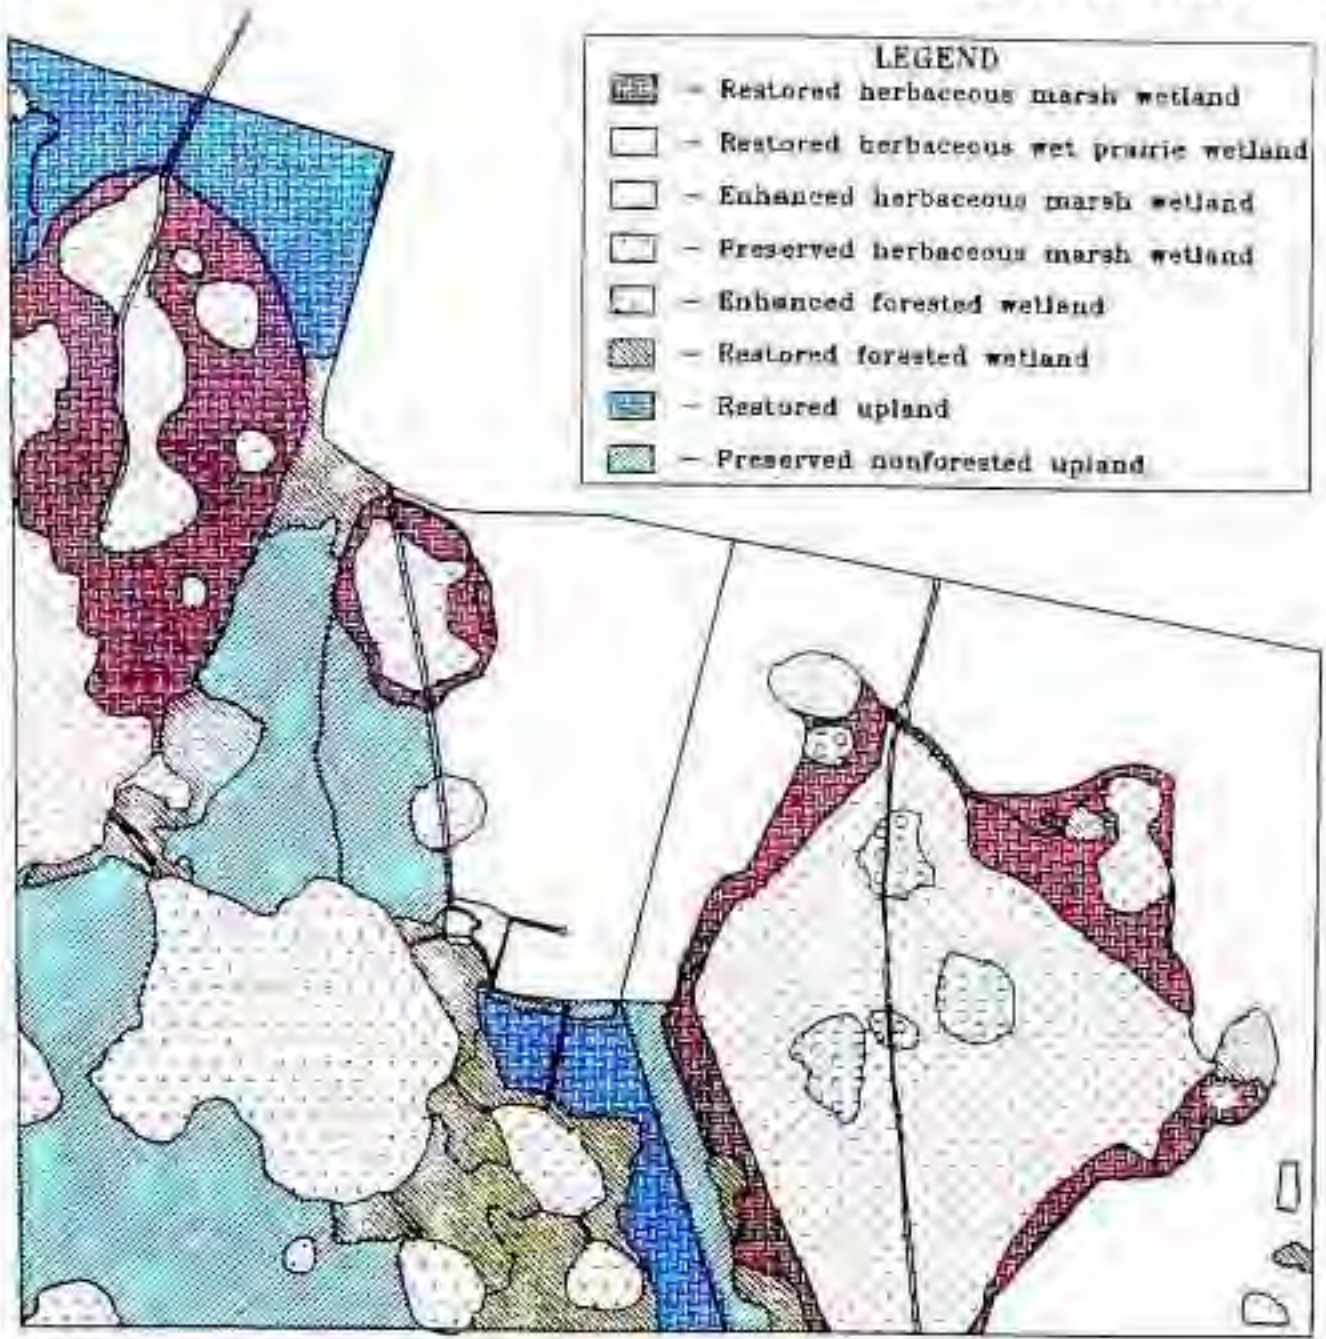 LEGEND
- Restored herbaceous marsh wetland
- Restored herbaceous wet prairie wetland
- Enhanced herbaceous marsh wetland
- Preserved herbaceous marsh wetland
- Enhanced forested wetland
- Restored forested wetland
- Restored upland
- Preserved nonforested upland